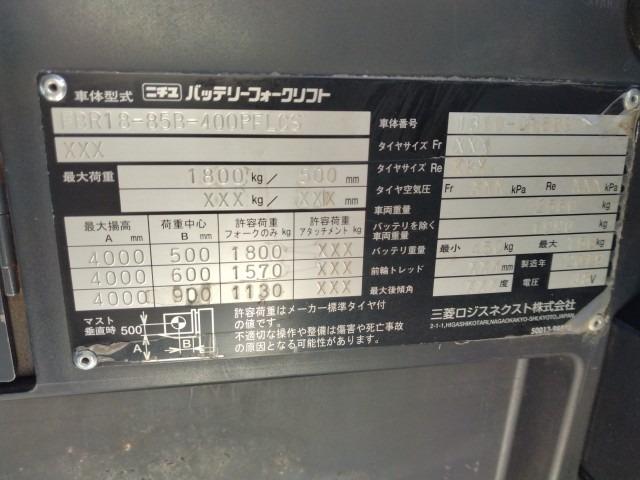 車体型式 ニチユ バッテリーフォークリフト
FBR18-85B-400PFLCS
XXX
最大荷重 1800 kg／ 500 mm
XXX kg／ XXX mm
最大揚高 A mm 荷重中心 B mm 許容荷重 フォークのみ kg 許容荷重 アタッチメント kg
4000 500 1800 XXX
4000 600 1570 XXX
4000 900 1130 XXX
マスト垂直時 500 A B
許容荷重はメーカー標準タイヤ付
の値です。
不適切な操作や整備は傷害や死亡事故
の原因となる可能性があります。
車体番号
タイヤサイズ Fr XXX
タイヤサイズ Re XXX
タイヤ空気圧 Fr kPa Re kPa
車両重量
バッテリを除く
車両重量
バッテリ重量 最小 kg 最大 kg
前輪トレッド mm 製造年
最大後傾角 電圧 V
三菱ロジスネクスト株式会社
2-1-1,HIGASHIKOTARI,NAGAOKAKYO-SHI,KYOTO,JAPAN